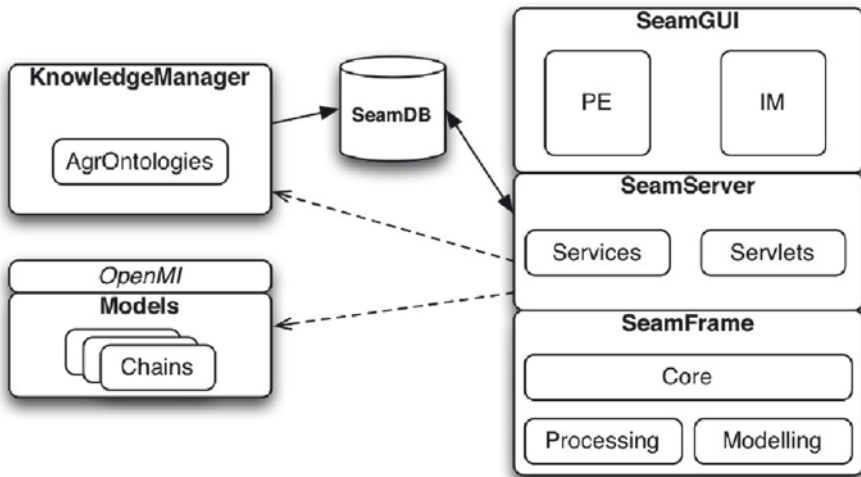 KnowledgeManager
AgrOntologies
OpenMI
Models
Chains
SeamDB
SeamGUI
PE
IM
SeamServer
Services
Servlets
SeamFrame
Core
Processing
Modelling